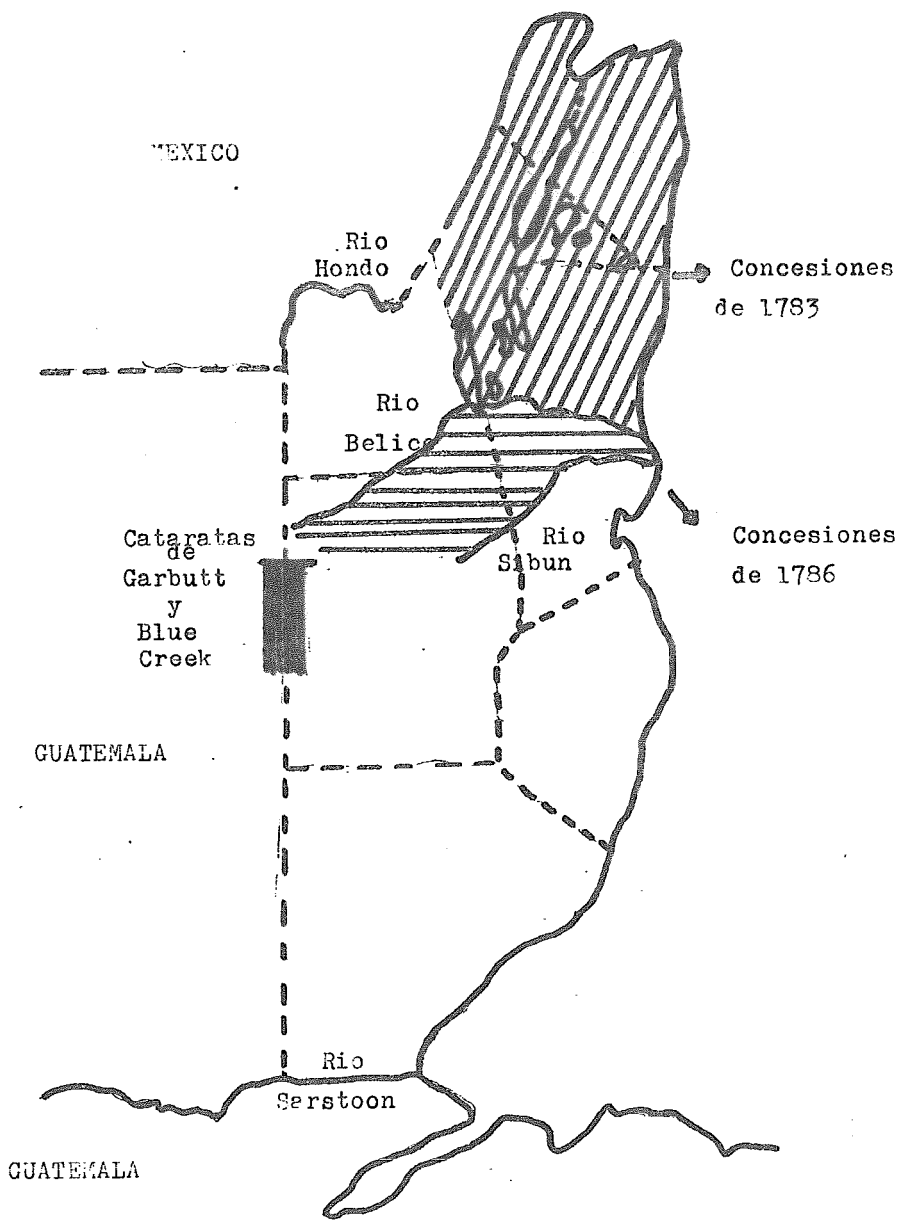 MEXICO
Rio
Hondo
Concesiones
de 1783
Rio
Belice
Cataratas
de
Garbutt
y
Blue
Creek
Rio
Sibun
Concesiones
de 1786
GUATEMALA
Rio
Sarstoon
GUATEMALA